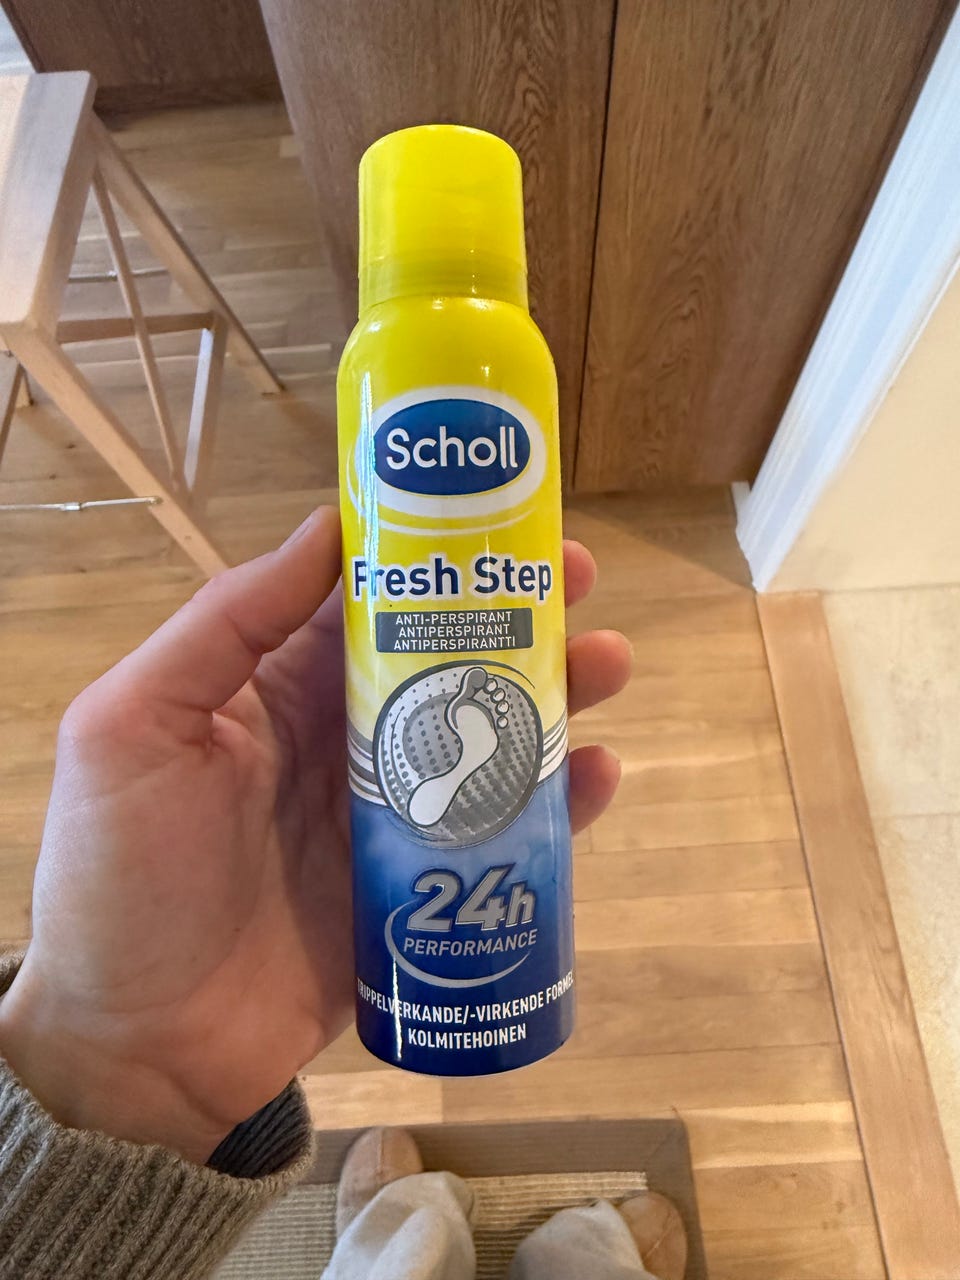 Scholl
Fresh Step
ANTI-PERSPIRANT
ANTIPERSPIRANT
ANTIPERSPIRANTTI
24h
PERFORMANCE
TRIPPELVERKANDE/-VIRKENDE FORMEL
KOLMITEHOINEN